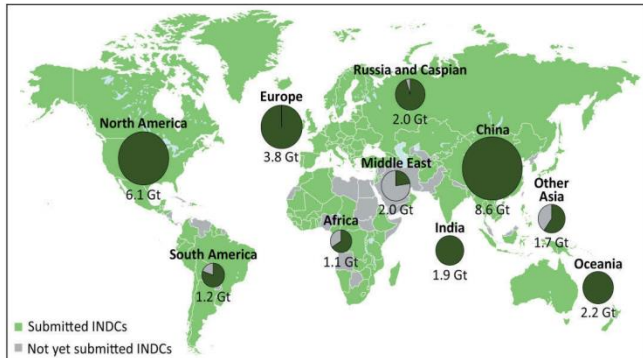 Russia and Caspian
2.0 Gt
Europe
3.8 Gt
North America
6.1 Gt
China
8.6 Gt
Middle East
2.0 Gt
Other
Asia
1.7 Gt
Africa
1.1 Gt
India
1.9 Gt
South America
1.2 Gt
Oceania
2.2 Gt
Submitted INDCs
Not yet submitted INDCs